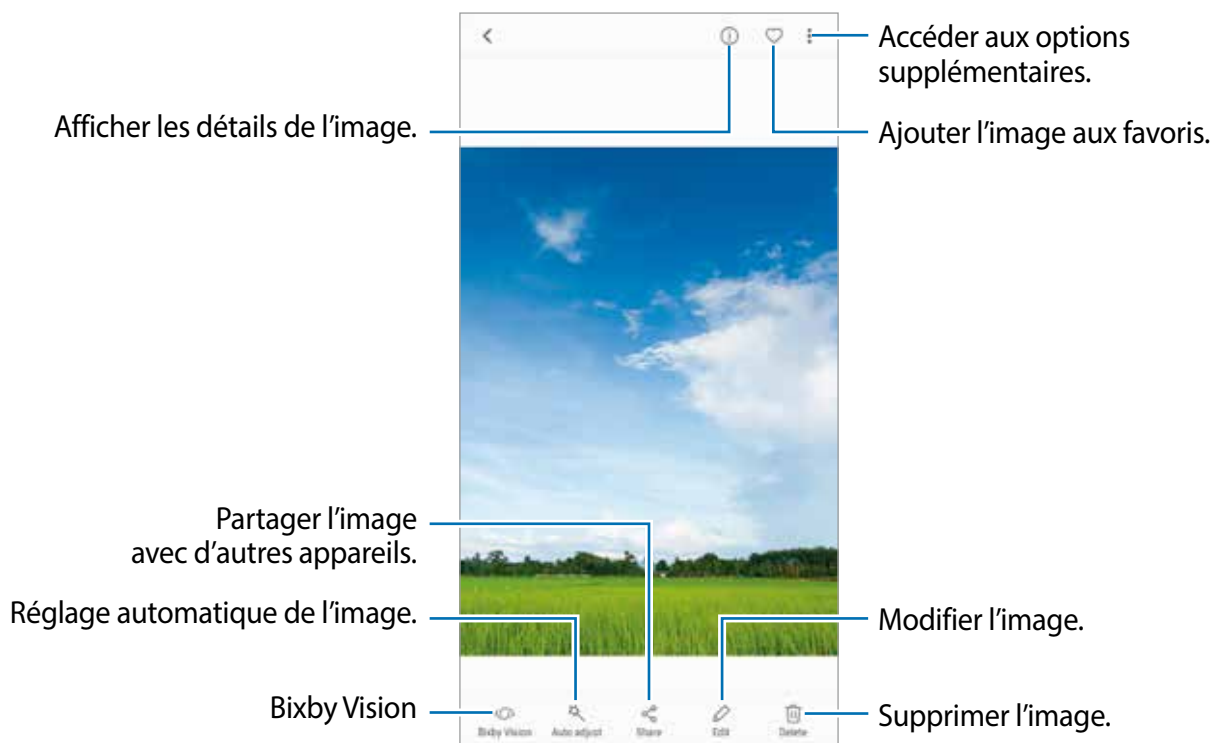 Accéder aux options
supplémentaires.
Afficher les détails de l’image.
Ajouter l’image aux favoris.
Partager l’image
avec d’autres appareils.
Réglage automatique de l’image.
Modifier l’image.
Bixby Vision
Supprimer l’image.
Bixby Vision
Auto adjust
Share
Edit
Delete